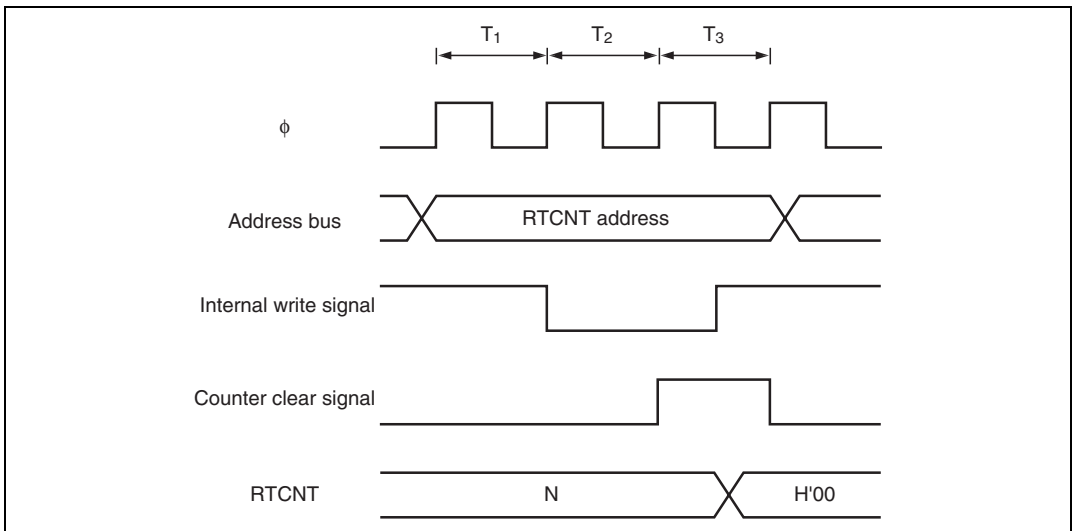 T1 T2 T3
φ
Address bus RTCNT address
Internal write signal
Counter clear signal
RTCNT N H'00